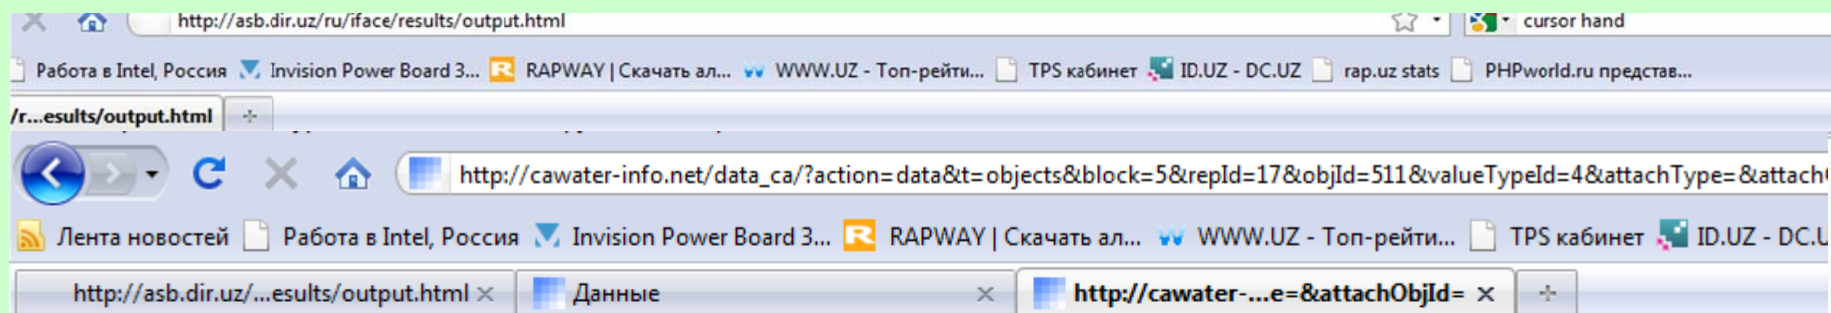 http://asb.dir.uz/ru/iface/results/output.html cursor hand
Работа в Intel, Россия Invision Power Board 3... RAPWAY | Скачать ал... WWW.UZ - Топ-рейти... TPS кабинет ID.UZ - DC.UZ rap.uz stats PHPworld.ru представ...
/r...esults/output.html
http://cawater-info.net/data_ca/?action=data&t=objects&block=5&repId=17&objId=511&valueTypeId=4&attachType=&attach
Лента новостей Работа в Intel, Россия Invision Power Board 3... RAPWAY | Скачать ал... WWW.UZ - Топ-рейти... TPS кабинет ID.UZ - DC.U
http://asb.dir.uz/...esults/output.html Данные http://cawater-...e=&attachObjId=